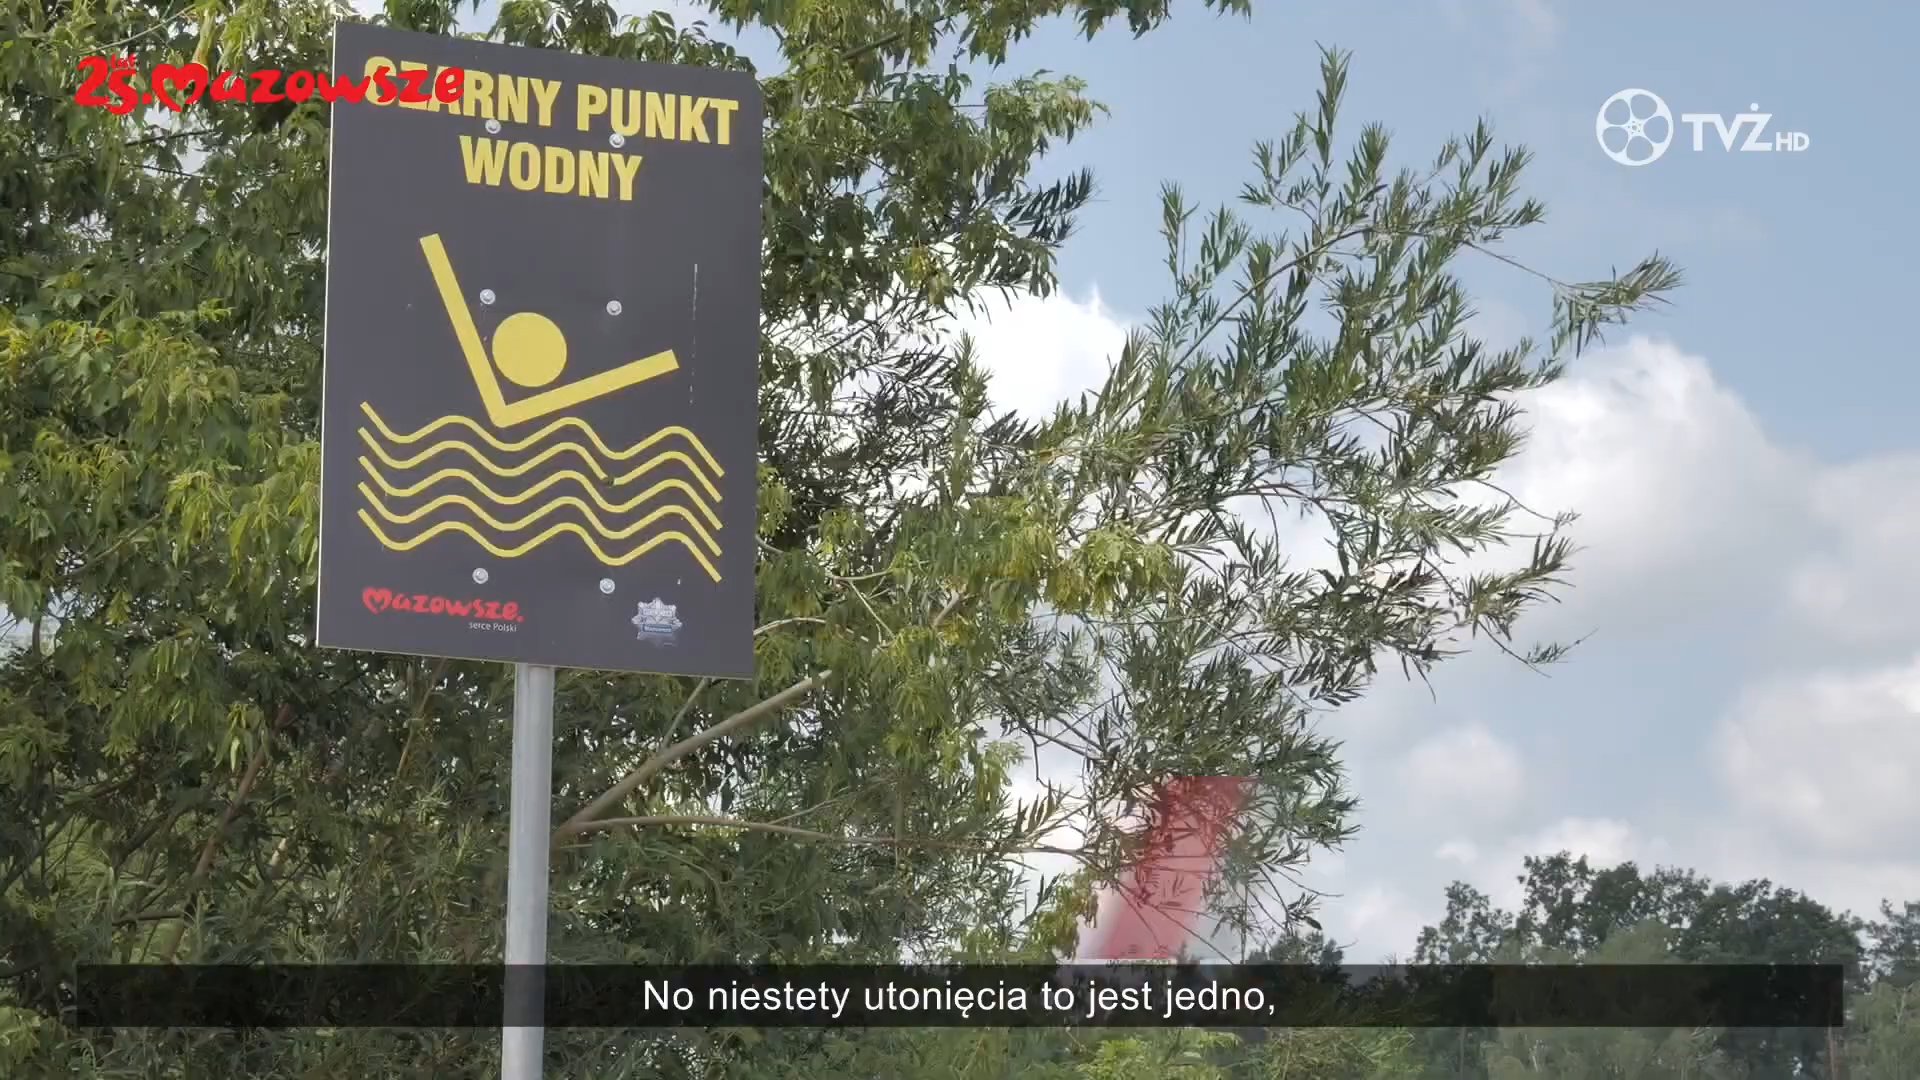 25 lat. Mazowsze
CZARNY PUNKT
WODNY
TVŻ HD
Mazowsze.
serce Polski
No niestety utonięcia to jest jedno,